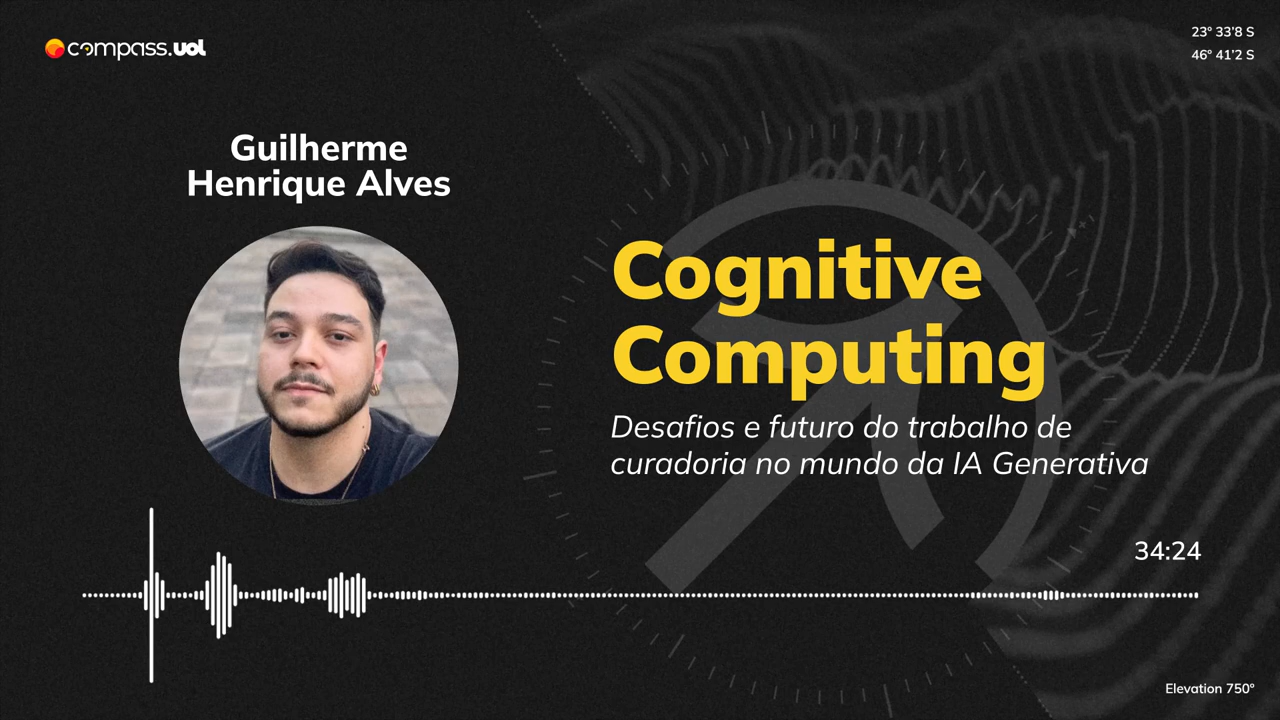 compass.uol
23° 33'8 S
46° 41'2 S
Guilherme
Henrique Alves
Cognitive
Computing
Desafios e futuro do trabalho de
curadoria no mundo da IA Generativa
34:24
Elevation 750°